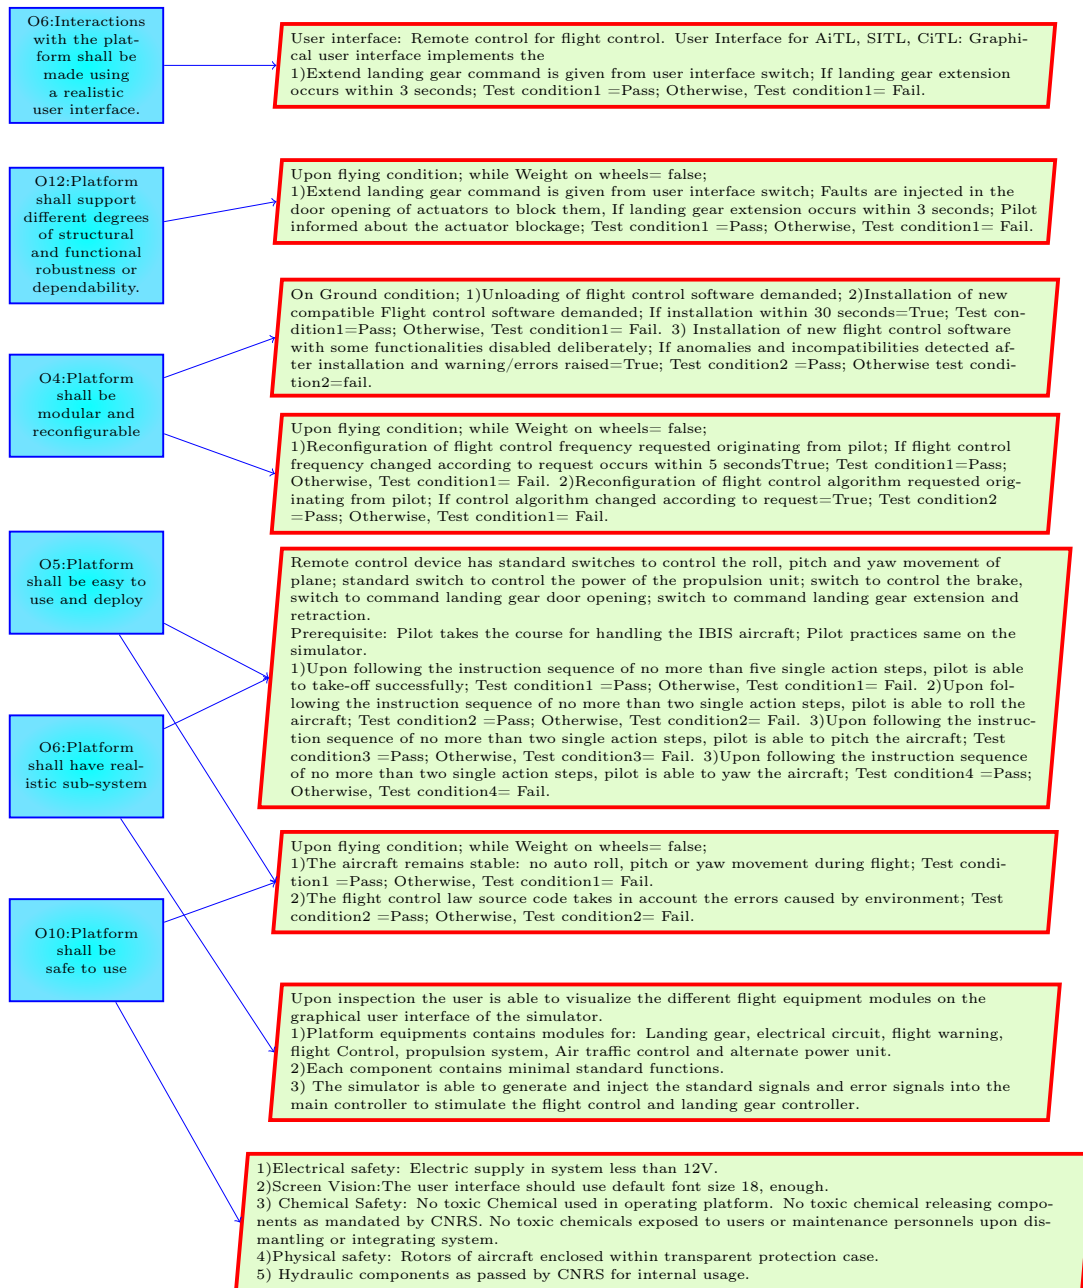 O6:Interactions
with the plat-
form shall be
made using
a realistic
user interface.
User interface: Remote control for flight control. User Interface for AiTL, SITL, CiTL: Graphi-
cal user interface implements the
1)Extend landing gear command is given from user interface switch; If landing gear extension
occurs within 3 seconds; Test condition1 =Pass; Otherwise, Test condition1= Fail.
O12:Platform
shall support
different degrees
of structural
and functional
robustness or
dependability.
Upon flying condition; while Weight on wheels= false;
1)Extend landing gear command is given from user interface switch; Faults are injected in the
door opening of actuators to block them, If landing gear extension occurs within 3 seconds; Pilot
informed about the actuator blockage; Test condition1 =Pass; Otherwise, Test condition1= Fail.
O4:Platform
shall be
modular and
reconfigurable
On Ground condition; 1)Unloading of flight control software demanded; 2)Installation of new
compatible Flight control software demanded; If installation within 30 seconds=True; Test con-
dition1=Pass; Otherwise, Test condition1= Fail. 3) Installation of new flight control software
with some functionalities disabled deliberately; If anomalies and incompatibilities detected af-
ter installation and warning/errors raised=True; Test condition2 =Pass; Otherwise test condi-
tion2=fail.
Upon flying condition; while Weight on wheels= false;
1)Reconfiguration of flight control frequency requested originating from pilot; If flight control
frequency changed according to request occurs within 5 secondsTtrue; Test condition1=Pass;
Otherwise, Test condition1= Fail. 2)Reconfiguration of flight control algorithm requested orig-
inating from pilot; If control algorithm changed according to request=True; Test condition2
=Pass; Otherwise, Test condition1= Fail.
O5:Platform
shall be easy to
use and deploy
Remote control device has standard switches to control the roll, pitch and yaw movement of
plane; standard switch to control the power of the propulsion unit; switch to control the brake,
switch to command landing gear door opening; switch to command landing gear extension and
retraction.
Prerequisite: Pilot takes the course for handling the IBIS aircraft; Pilot practices same on the
simulator.
1)Upon following the instruction sequence of no more than five single action steps, pilot is able
to take-off successfully; Test condition1 =Pass; Otherwise, Test condition1= Fail. 2)Upon fol-
lowing the instruction sequence of no more than two single action steps, pilot is able to roll the
aircraft; Test condition2 =Pass; Otherwise, Test condition2= Fail. 3)Upon following the instruc-
tion sequence of no more than two single action steps, pilot is able to pitch the aircraft; Test
condition3 =Pass; Otherwise, Test condition3= Fail. 3)Upon following the instruction sequence
of no more than two single action steps, pilot is able to yaw the aircraft; Test condition4 =Pass;
Otherwise, Test condition4= Fail.
O6:Platform
shall have real-
istic sub-system
Upon flying condition; while Weight on wheels= false;
1)The aircraft remains stable: no auto roll, pitch or yaw movement during flight; Test condi-
tion1 =Pass; Otherwise, Test condition1= Fail.
2)The flight control law source code takes in account the errors caused by environment; Test
condition2 =Pass; Otherwise, Test condition2= Fail.
O10:Platform
shall be
safe to use
Upon inspection the user is able to visualize the different flight equipment modules on the
graphical user interface of the simulator.
1)Platform equipments contains modules for: Landing gear, electrical circuit, flight warning,
flight Control, propulsion system, Air traffic control and alternate power unit.
2)Each component contains minimal standard functions.
3) The simulator is able to generate and inject the standard signals and error signals into the
main controller to stimulate the flight control and landing gear controller.
1)Electrical safety: Electric supply in system less than 12V.
2)Screen Vision:The user interface should use default font size 18, enough.
3) Chemical Safety: No toxic Chemical used in operating platform. No toxic chemical releasing compo-
nents as mandated by CNRS. No toxic chemicals exposed to users or maintenance personnels upon dis-
mantling or integrating system.
4)Physical safety: Rotors of aircraft enclosed within transparent protection case.
5) Hydraulic components as passed by CNRS for internal usage.